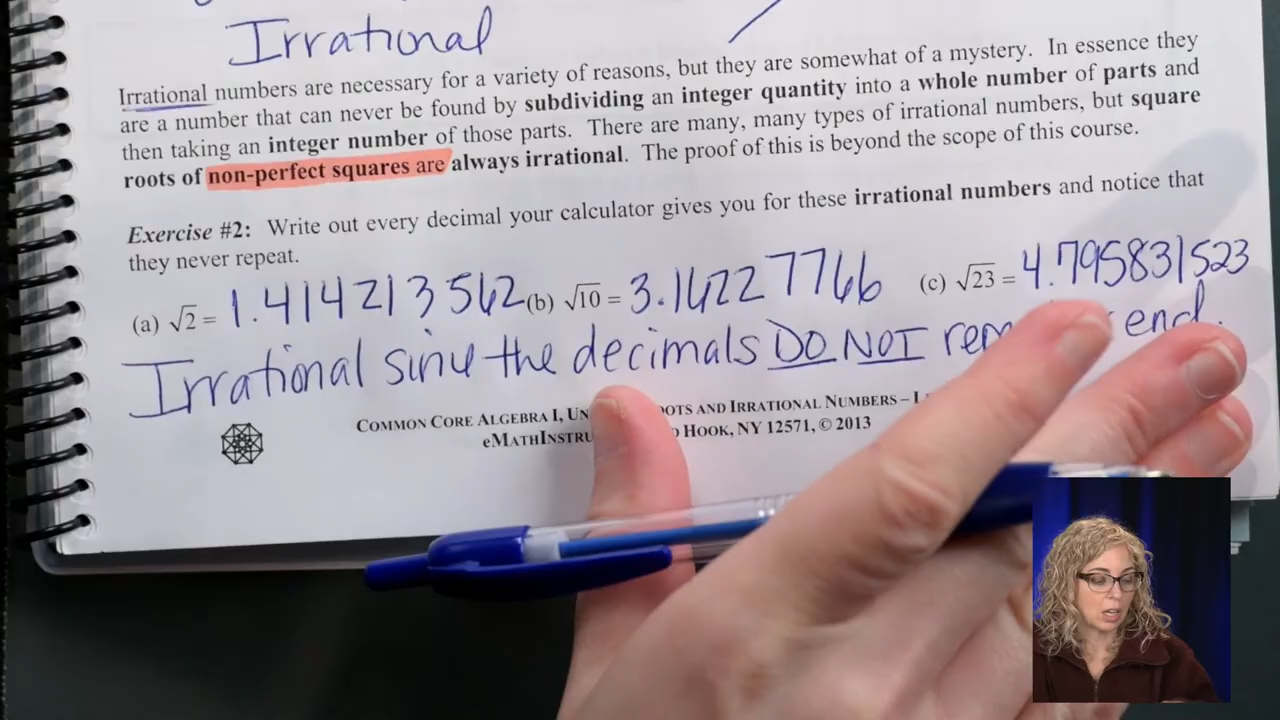 Irrational
Irrational numbers are necessary for a variety of reasons, but they are somewhat of a mystery. In essence they
are a number that can never be found by subdividing an integer quantity into a whole number of parts and
then taking an integer number of those parts. There are many, many types of irrational numbers, but square
roots of non-perfect squares are always irrational. The proof of this is beyond the scope of this course.
Exercise #2: Write out every decimal your calculator gives you for these irrational numbers and notice that
they never repeat.
(a) √2 = 1.414213562 (b) √10 = 3.16227766 (c) √23 = 4.795831523
Irrational since the decimals DO NOT end.
COMMON CORE ALGEBRA I, AND IRRATIONAL NUMBERS –
HOOK, NY 12571, © 2013